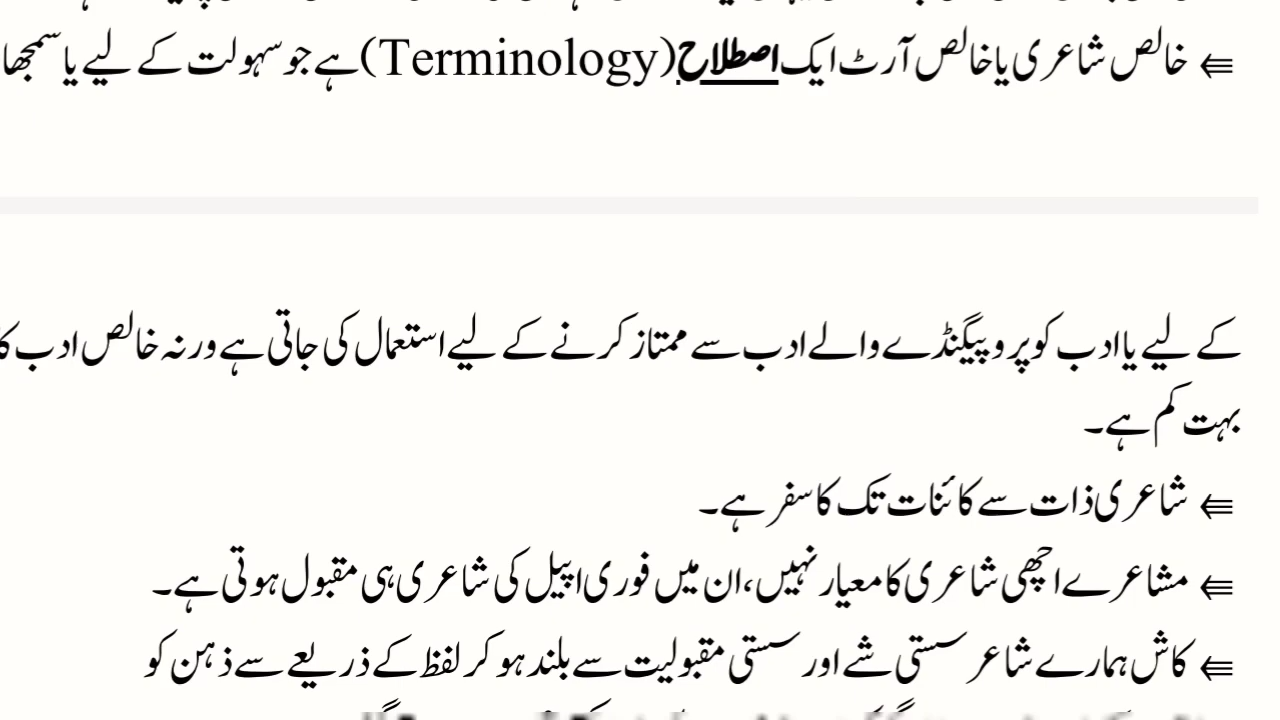 ⇚ خالص شاعری یا خالص آرٹ ایک اصطلاح (Terminology) ہے جو سہولت کے لیے یا سمجھا
کے لیے یا ادب کو پروپیگنڈے والے ادب سے ممتاز کرنے کے لیے استعمال کی جاتی ہے ورنہ خالص ادب کا
بہت کم ہے۔
⇚ شاعری ذات سے کائنات تک کا سفر ہے۔
⇚ مشاعرے اچھی شاعری کا معیار نہیں، ان میں فوری اپیل کی شاعری ہی مقبول ہوتی ہے۔
⇚ کاش ہمارے شاعر سستی شے اور سستی مقبولیت سے بلند ہو کر لفظ کے ذریعے سے ذہن کو